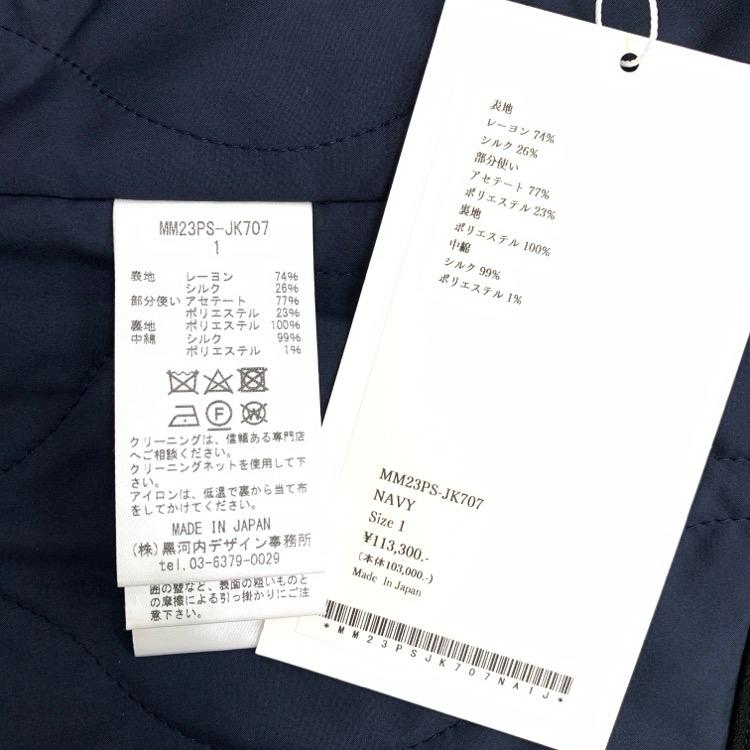 MM23PS-JK707
1
表地 レーヨン 74%
シルク 26%
部分使い アセテート 77%
ポリエステル 23%
裏地 ポリエステル 100%
中綿 シルク 99%
ポリエステル 1%
F
クリーニングは、信頼ある専門店
へご相談ください。
クリーニングネットを使用して下
さい。
アイロンは、低温で裏から当て布
をしてかけてください。
MADE IN JAPAN
(株)黒河内デザイン事務所
tel.03-6379-0029
囲の壁など、表面の粗いものと
の摩擦による引っ掛かりにご注
意下さい。
表地
レーヨン 74%
シルク 26%
部分使い
アセテート 77%
ポリエステル 23%
裏地
ポリエステル 100%
中綿
シルク 99%
ポリエステル 1%
MM23PS-JK707
NAVY
Size 1
¥113,300.-
(本体103,000.-)
Made In Japan
*MM23PSJK707NA1J*